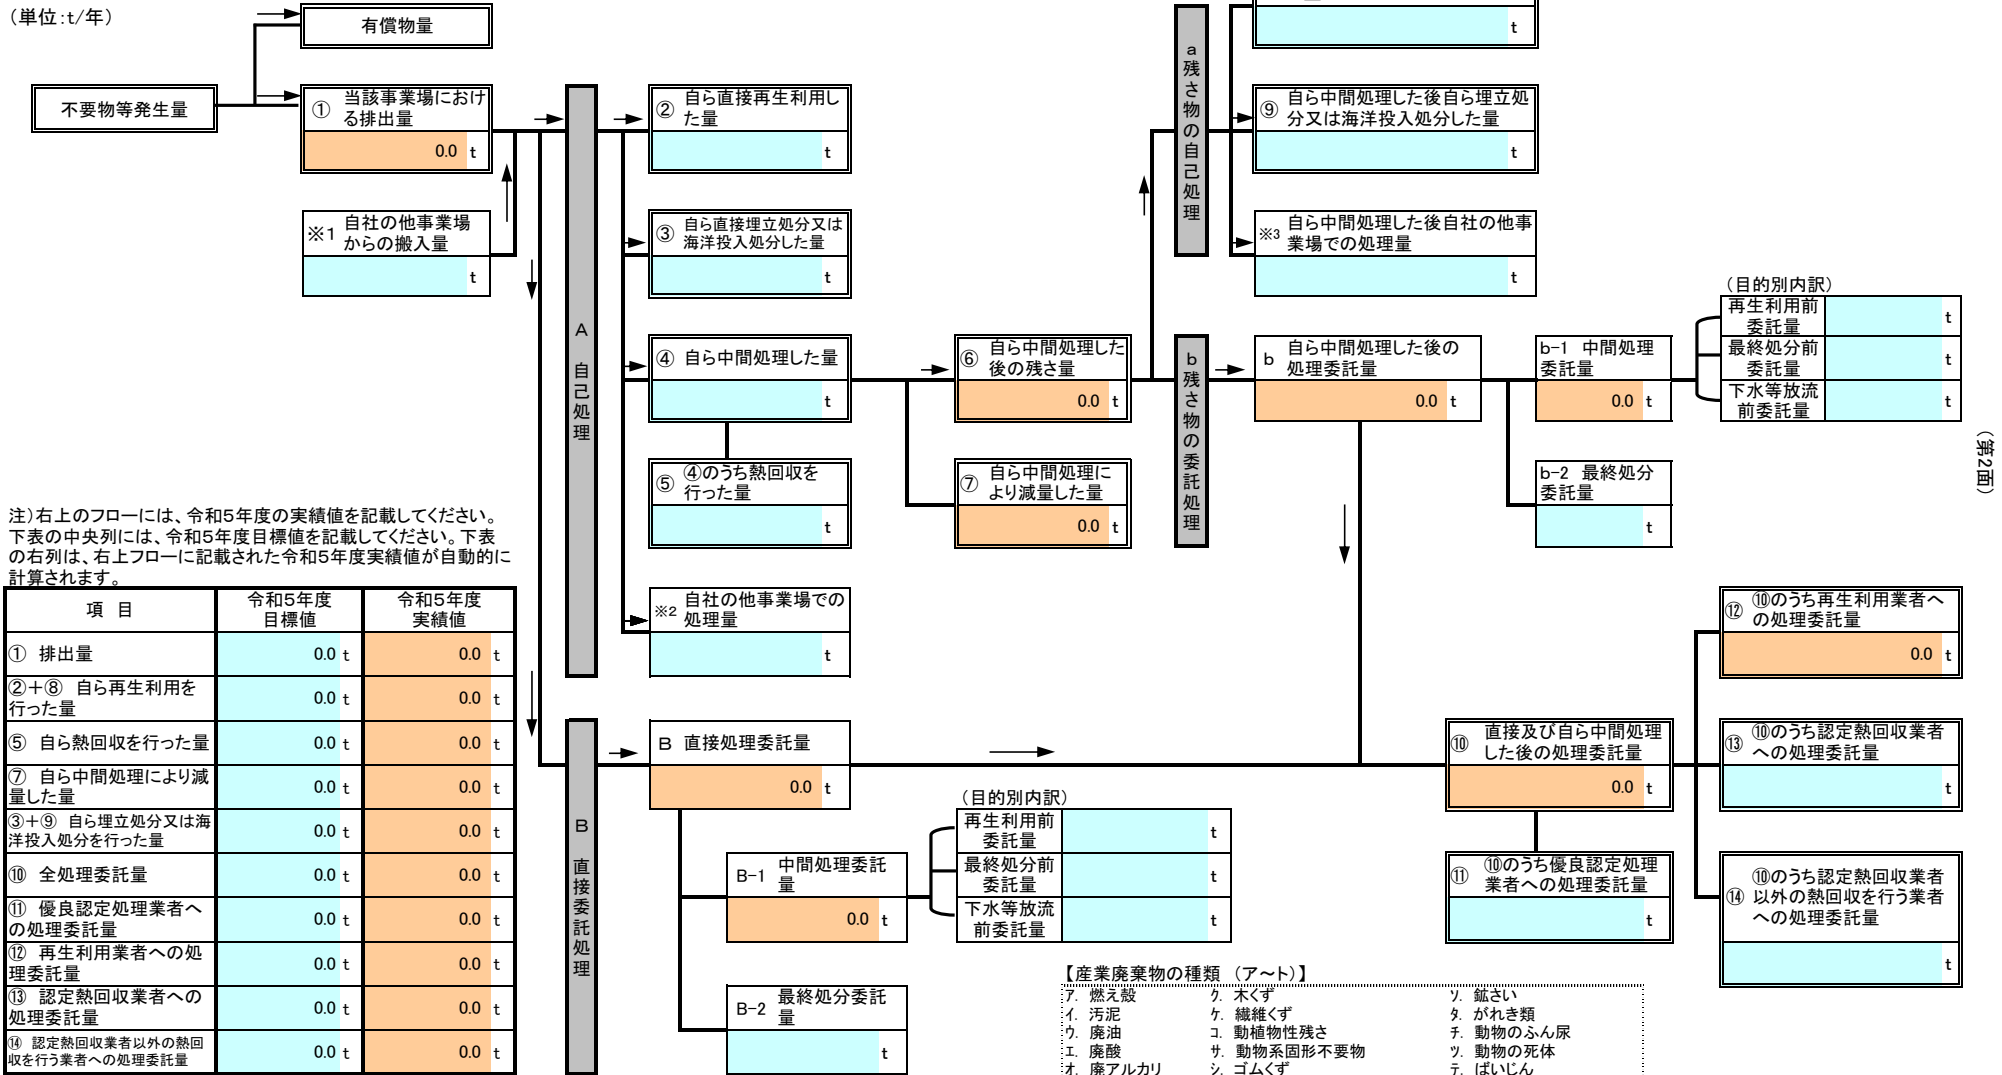 （単位：t/年）
有償物量
不要物等発生量
① 当該事業場におけ
る排出量
0.0 t
※1 自社の他事業場
からの搬入量
t
A 自己処理
② 自ら直接再生利用し
た量
t
③ 自ら直接埋立処分又は
海洋投入処分した量
t
④ 自ら中間処理した量
t
⑤ ④のうち熱回収を
行った量
t
※2 自社の他事業場での
処理量
t
⑥ 自ら中間処理した
後の残さ量
0.0 t
⑦ 自ら中間処理に
より減量した量
0.0 t
a 残さ物の自己処理
t
⑨ 自ら中間処理した後自ら埋立処
分又は海洋投入処分した量
t
※3 自ら中間処理した後自社の他事
業場での処理量
t
b 残さ物の委託処理
b 自ら中間処理した後の
処理委託量
0.0 t
b-1 中間処理
委託量
0.0 t
b-2 最終処分
委託量
t
（目的別内訳）
再生利用前
委託量
t
最終処分前
委託量
t
下水等放流
前委託量
t
（第2面）
注）右上のフローには、令和5年度の実績値を記載してください。
下表の中央列には、令和5年度目標値を記載してください。下表
の右列は、右上フローに記載された令和5年度実績値が自動的に
計算されます。
項 目 令和5年度
目標値 令和5年度
実績値
① 排出量 0.0 t 0.0 t
②＋⑧ 自ら再生利用を
行った量 0.0 t 0.0 t
⑤ 自ら熱回収を行った量 0.0 t 0.0 t
⑦ 自ら中間処理により減
量した量 0.0 t 0.0 t
③＋⑨ 自ら埋立処分又は海
洋投入処分を行った量 0.0 t 0.0 t
⑩ 全処理委託量 0.0 t 0.0 t
⑪ 優良認定処理業者へ
の処理委託量 0.0 t 0.0 t
⑫ 再生利用業者への処
理委託量 0.0 t 0.0 t
⑬ 認定熱回収業者への
処理委託量 0.0 t 0.0 t
⑭ 認定熱回収業者以外の熱回
収を行う業者への処理委託量 0.0 t 0.0 t
B 直接委託処理
B 直接処理委託量
0.0 t
B-1 中間処理委託
量
0.0 t
B-2 最終処分委託
量
t
（目的別内訳）
再生利用前
委託量
t
最終処分前
委託量
t
下水等放流
前委託量
t
⑩ 直接及び自ら中間処理
した後の処理委託量
0.0 t
⑪ ⑩のうち優良認定処理
業者への処理委託量
t
⑫ ⑩のうち再生利用業者へ
の処理委託量
0.0 t
⑬ ⑩のうち認定熱回収業者
への処理委託量
t
⑭ ⑩のうち認定熱回収業者
以外の熱回収を行う業者
への処理委託量
t
【産業廃棄物の種類 （ア～ト）】
ア. 燃え殻 ク. 木くず ソ. 鉱さい
イ. 汚泥 ケ. 繊維くず タ. がれき類
ウ. 廃油 コ. 動植物性残さ チ. 動物のふん尿
エ. 廃酸 サ. 動物系固形不要物 ツ. 動物の死体
オ. 廃アルカリ シ. ゴムくず テ. ばいじん